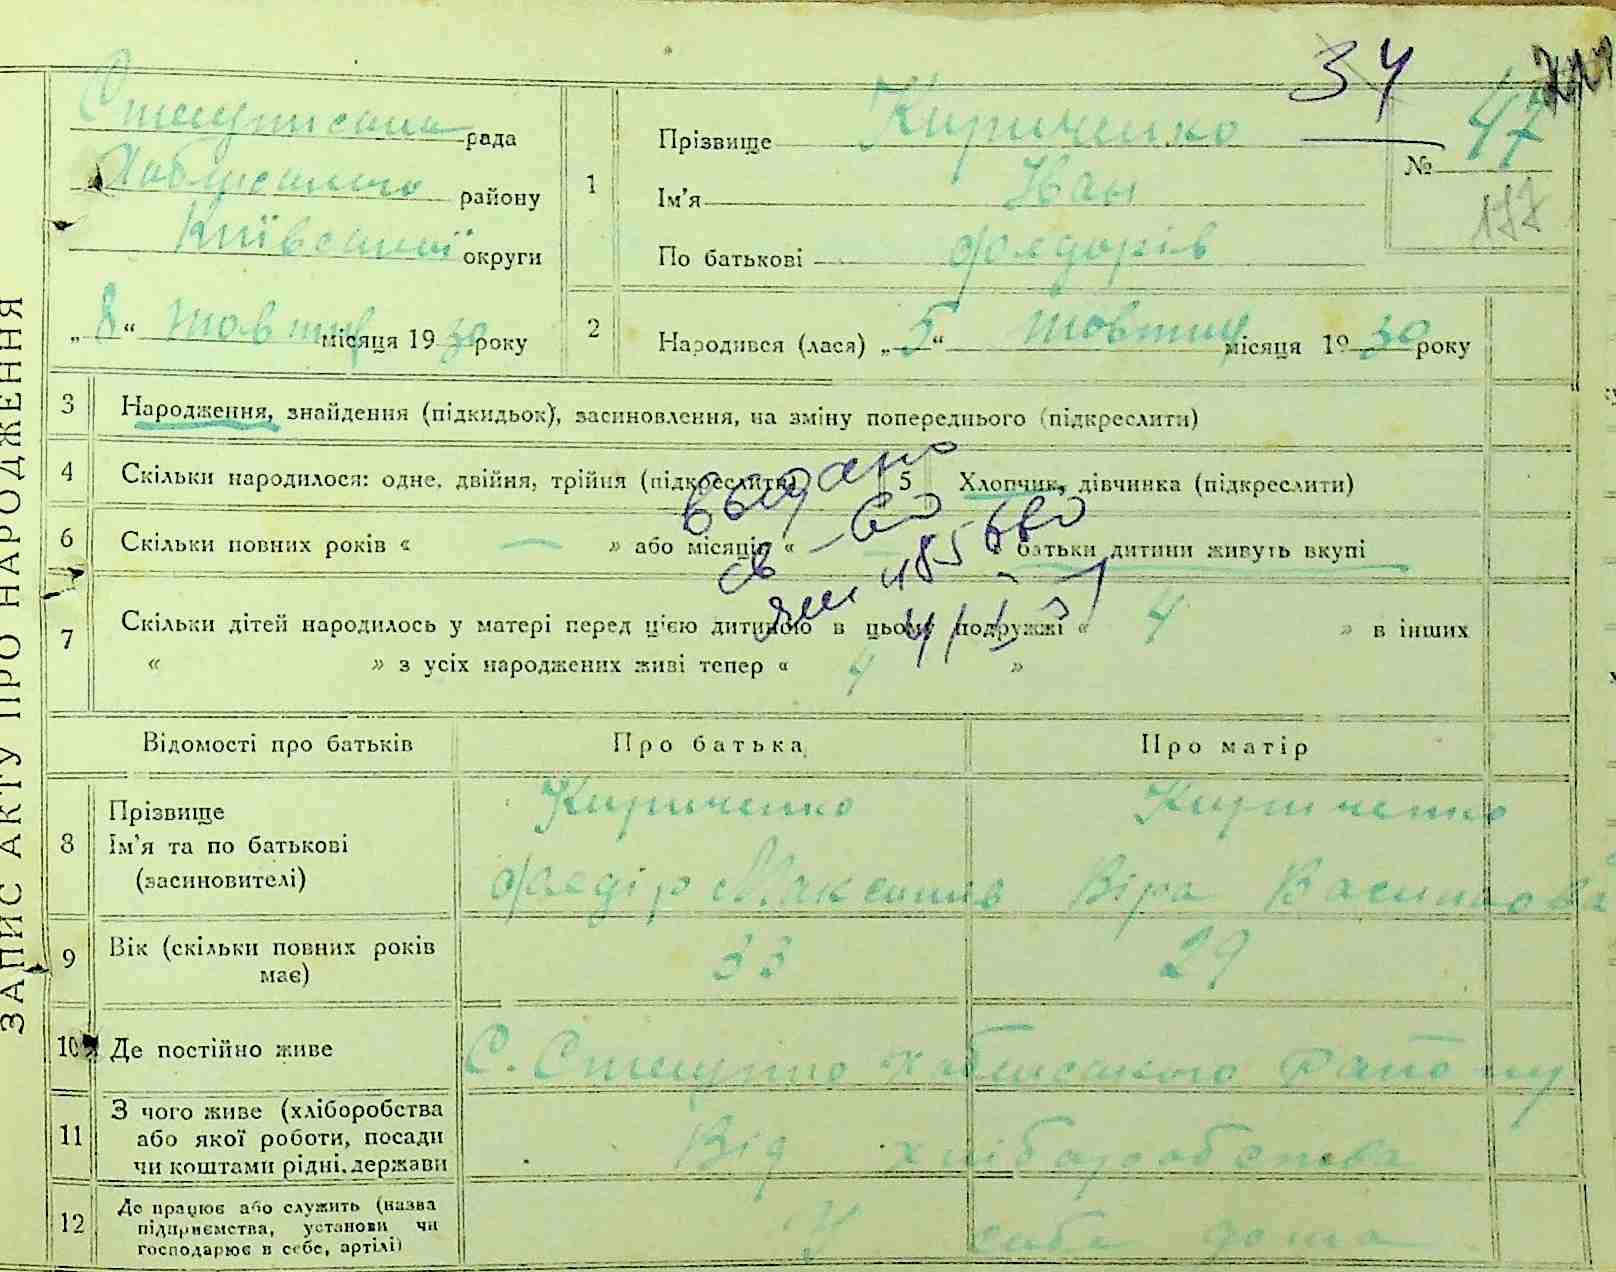 34
ЗАПИС АКТУ ПРО НАРОДЖЕННЯ
рада
району
Київської округи
„8“ жовтня місяця 1930 року
1
Прізвище Кириченко
Ім’я Іван
По батькові Федорів
№ 47
2
Народився (лася) „5“ жовтня місяця 1930 року
3 Народження, знайдення (підкидьок), засиновлення, на зміну попереднього (підкреслити)
4 Скільки народилося: одне, двійня, трійня (підкреслити) 5 Хлопчик, дівчинка (підкреслити)
6 Скільки повних років « — » або місяців « — » батьки дитини живуть вкупі
выдано
св-во
7 Скільки дітей народилось у матері перед цією дитиною в цьому подружжі « 4 » в інших
« » з усіх народжених живі тепер « 4 »
Відомості про батьків Про батька Про матір
8 Прізвище Кириченко Кириченко
Ім’я та по батькові Федір Максимів Віра
(засиновителі)
9 Вік (скільки повних років має) 33 29
10 Де постійно живе С. району
11 З чого живе (хліборобства або якої роботи, посади чи коштами рідні, держави Від хліборобства
12 Де працює або служить (назва підприємства, установи чи господарює в себе, артілі) У себе дома